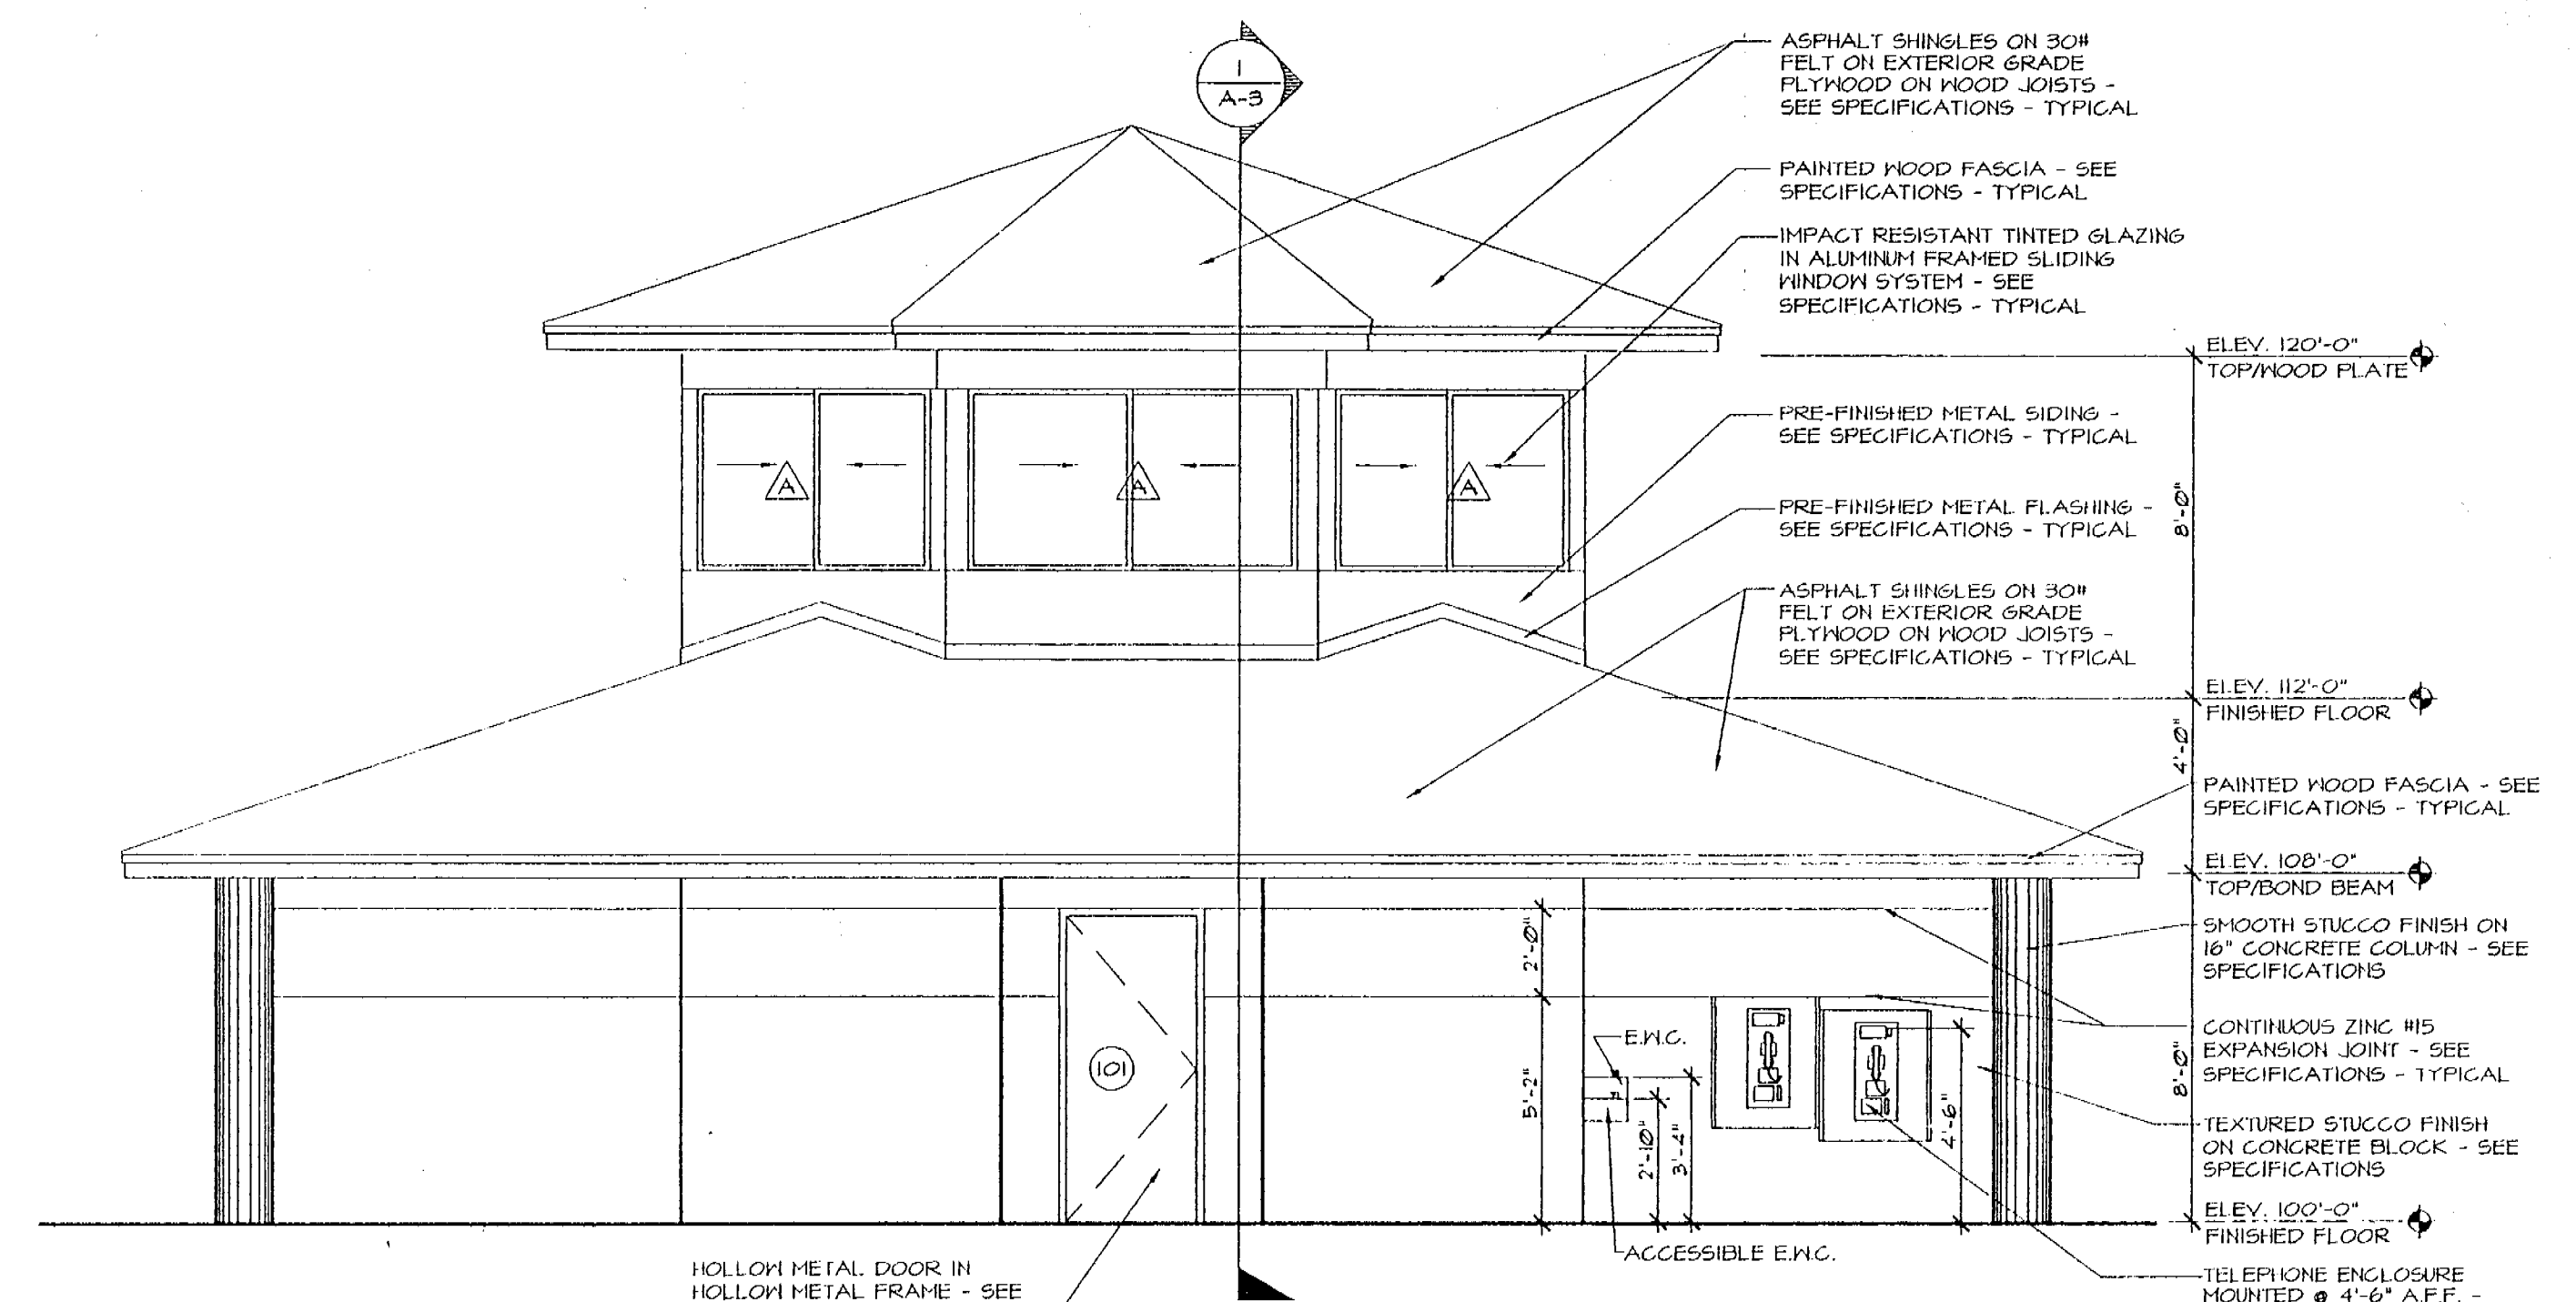 1
A-3
ASPHALT SHINGLES ON 30#
FELT ON EXTERIOR GRADE
PLYWOOD ON WOOD JOISTS -
SEE SPECIFICATIONS - TYPICAL
PAINTED WOOD FASCIA - SEE
SPECIFICATIONS - TYPICAL
IMPACT RESISTANT TINTED GLAZING
IN ALUMINUM FRAMED SLIDING
WINDOW SYSTEM - SEE
SPECIFICATIONS - TYPICAL
ELEV. 120'-0"
TOP/WOOD PLATE
PRE-FINISHED METAL SIDING -
SEE SPECIFICATIONS - TYPICAL
A
A
A
8'-0"
PRE-FINISHED METAL FLASHING -
SEE SPECIFICATIONS - TYPICAL
ASPHALT SHINGLES ON 30#
FELT ON EXTERIOR GRADE
PLYWOOD ON WOOD JOISTS -
SEE SPECIFICATIONS - TYPICAL
ELEV. 112'-0"
FINISHED FLOOR
4'-0"
PAINTED WOOD FASCIA - SEE
SPECIFICATIONS - TYPICAL
ELEV. 108'-0"
TOP/BOND BEAM
SMOOTH STUCCO FINISH ON
16" CONCRETE COLUMN - SEE
SPECIFICATIONS
2'-0"
CONTINUOUS ZINC #15
EXPANSION JOINT - SEE
SPECIFICATIONS - TYPICAL
8'-0"
E.W.C.
101
5'-2"
2'-10"
3'-4"
4'-6"
TEXTURED STUCCO FINISH
ON CONCRETE BLOCK - SEE
SPECIFICATIONS
ELEV. 100'-0"
FINISHED FLOOR
ACCESSIBLE E.W.C.
HOLLOW METAL DOOR IN
HOLLOW METAL FRAME - SEE
TELEPHONE ENCLOSURE
MOUNTED @ 4'-6" A.F.F. -